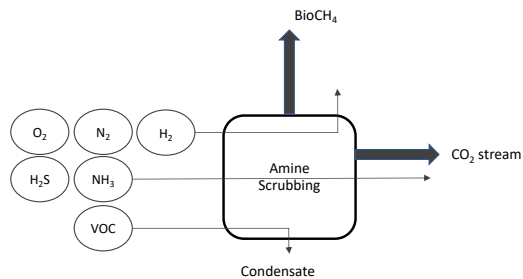 BioCH₄
O₂ N₂ H₂
H₂S NH₃
VOC
Amine
Scrubbing
CO₂ stream
Condensate